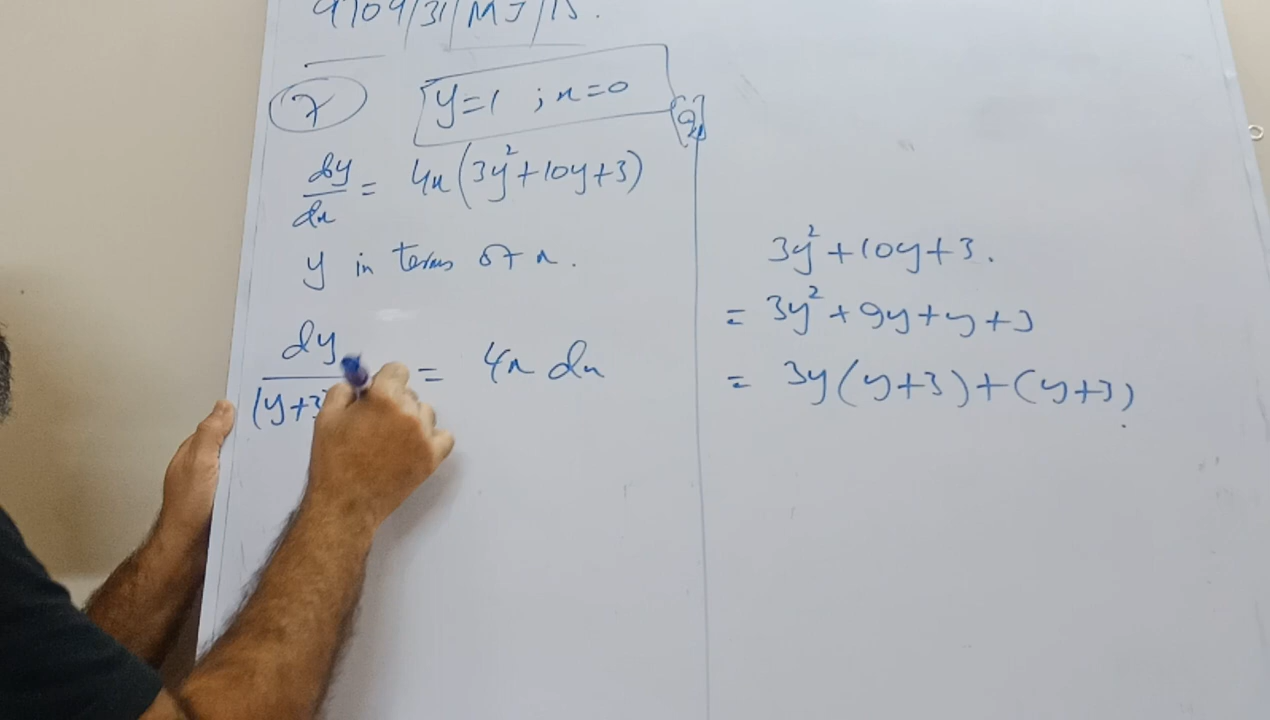 9709/31/MJ/15.
7 y=1 ; x=0 [9]
dy/dx = 4x(3y²+10y+3)
y in terms of x.
dy/(y+3) = 4x dx
3y²+10y+3.
= 3y²+9y+y+3
= 3y(y+3)+(y+3)